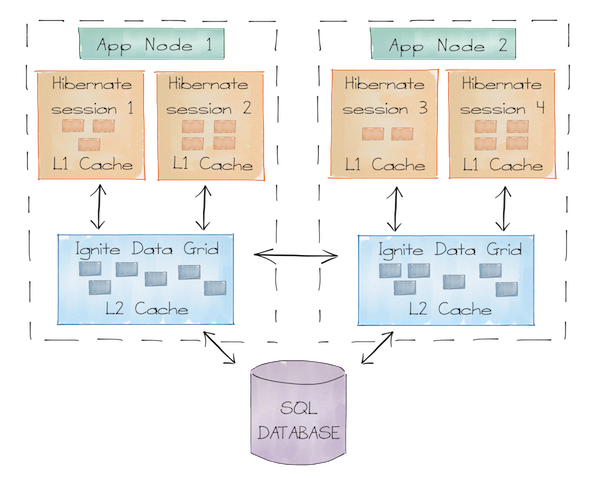 App Node 1
Hibernate
session 1
L1 Cache
Hibernate
session 2
L1 Cache
Ignite Data Grid
L2 Cache
App Node 2
Hibernate
session 3
L1 Cache
Hibernate
session 4
L1 Cache
Ignite Data Grid
L2 Cache
SQL
DATABASE